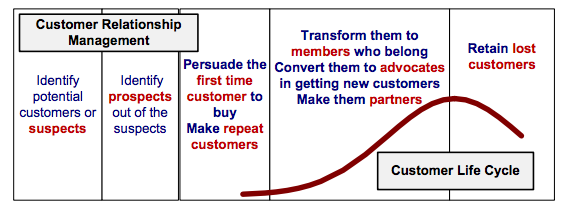 Customer Relationship
Management
Identify
potential
customers or
suspects
Identify
prospects
out of the
suspects
Persuade the
first time
customer to
buy
Make repeat
customers
Transform them to
members who belong
Convert them to advocates
in getting new customers
Make them partners
Retain lost
customers
Customer Life Cycle